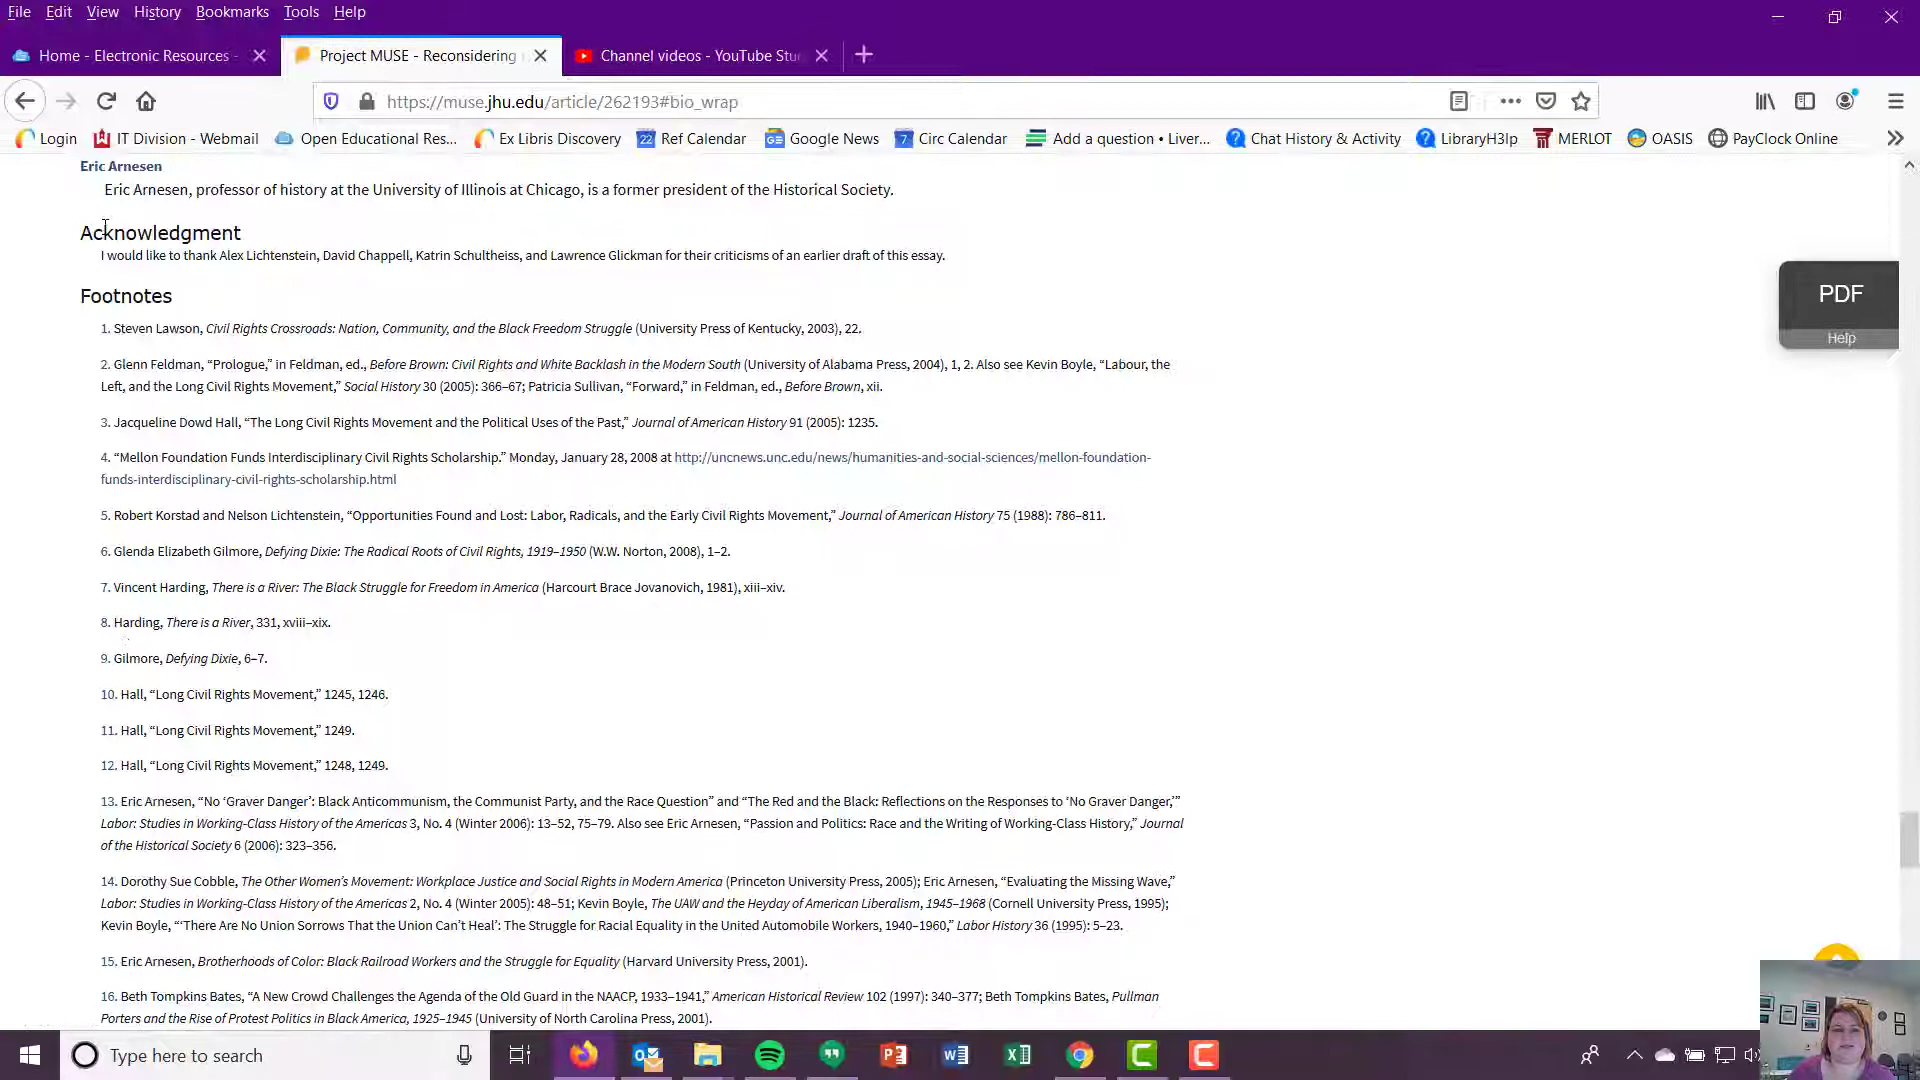 File Edit View History Bookmarks Tools Help
Home - Electronic Resources -
Project MUSE - Reconsidering
Channel videos - YouTube Stu
https://muse.jhu.edu/article/262193#bio_wrap
Login IT Division - Webmail Open Educational Res... Ex Libris Discovery 22 Ref Calendar Google News 7 Circ Calendar Add a question • Liver... Chat History & Activity LibraryH3lp MERLOT OASIS PayClock Online
Eric Arnesen
Eric Arnesen, professor of history at the University of Illinois at Chicago, is a former president of the Historical Society.
Acknowledgment
I would like to thank Alex Lichtenstein, David Chappell, Katrin Schultheiss, and Lawrence Glickman for their criticisms of an earlier draft of this essay.
PDF
Help
Footnotes
1. Steven Lawson, Civil Rights Crossroads: Nation, Community, and the Black Freedom Struggle (University Press of Kentucky, 2003), 22.
2. Glenn Feldman, “Prologue,” in Feldman, ed., Before Brown: Civil Rights and White Backlash in the Modern South (University of Alabama Press, 2004), 1, 2. Also see Kevin Boyle, “Labour, the
Left, and the Long Civil Rights Movement,” Social History 30 (2005): 366–67; Patricia Sullivan, “Forward,” in Feldman, ed., Before Brown, xii.
3. Jacqueline Dowd Hall, “The Long Civil Rights Movement and the Political Uses of the Past,” Journal of American History 91 (2005): 1235.
4. “Mellon Foundation Funds Interdisciplinary Civil Rights Scholarship.” Monday, January 28, 2008 at http://uncnews.unc.edu/news/humanities-and-social-sciences/mellon-foundation-
funds-interdisciplinary-civil-rights-scholarship.html
5. Robert Korstad and Nelson Lichtenstein, “Opportunities Found and Lost: Labor, Radicals, and the Early Civil Rights Movement,” Journal of American History 75 (1988): 786–811.
6. Glenda Elizabeth Gilmore, Defying Dixie: The Radical Roots of Civil Rights, 1919–1950 (W.W. Norton, 2008), 1–2.
7. Vincent Harding, There is a River: The Black Struggle for Freedom in America (Harcourt Brace Jovanovich, 1981), xiii–xiv.
8. Harding, There is a River, 331, xviii–xix.
9. Gilmore, Defying Dixie, 6–7.
10. Hall, “Long Civil Rights Movement,” 1245, 1246.
11. Hall, “Long Civil Rights Movement,” 1249.
12. Hall, “Long Civil Rights Movement,” 1248, 1249.
13. Eric Arnesen, “No ‘Graver Danger’: Black Anticommunism, the Communist Party, and the Race Question” and “The Red and the Black: Reflections on the Responses to ‘No Graver Danger,’”
Labor: Studies in Working-Class History of the Americas 3, No. 4 (Winter 2006): 13–52, 75–79. Also see Eric Arnesen, “Passion and Politics: Race and the Writing of Working-Class History,” Journal
of the Historical Society 6 (2006): 323–356.
14. Dorothy Sue Cobble, The Other Women’s Movement: Workplace Justice and Social Rights in Modern America (Princeton University Press, 2005); Eric Arnesen, “Evaluating the Missing Wave,”
Labor: Studies in Working-Class History of the Americas 2, No. 4 (Winter 2005): 48–51; Kevin Boyle, The UAW and the Heyday of American Liberalism, 1945–1968 (Cornell University Press, 1995);
Kevin Boyle, “‘There Are No Union Sorrows That the Union Can’t Heal’: The Struggle for Racial Equality in the United Automobile Workers, 1940–1960,” Labor History 36 (1995): 5–23.
15. Eric Arnesen, Brotherhoods of Color: Black Railroad Workers and the Struggle for Equality (Harvard University Press, 2001).
16. Beth Tompkins Bates, “A New Crowd Challenges the Agenda of the Old Guard in the NAACP, 1933–1941,” American Historical Review 102 (1997): 340–377; Beth Tompkins Bates, Pullman
Porters and the Rise of Protest Politics in Black America, 1925–1945 (University of North Carolina Press, 2001).
Type here to search